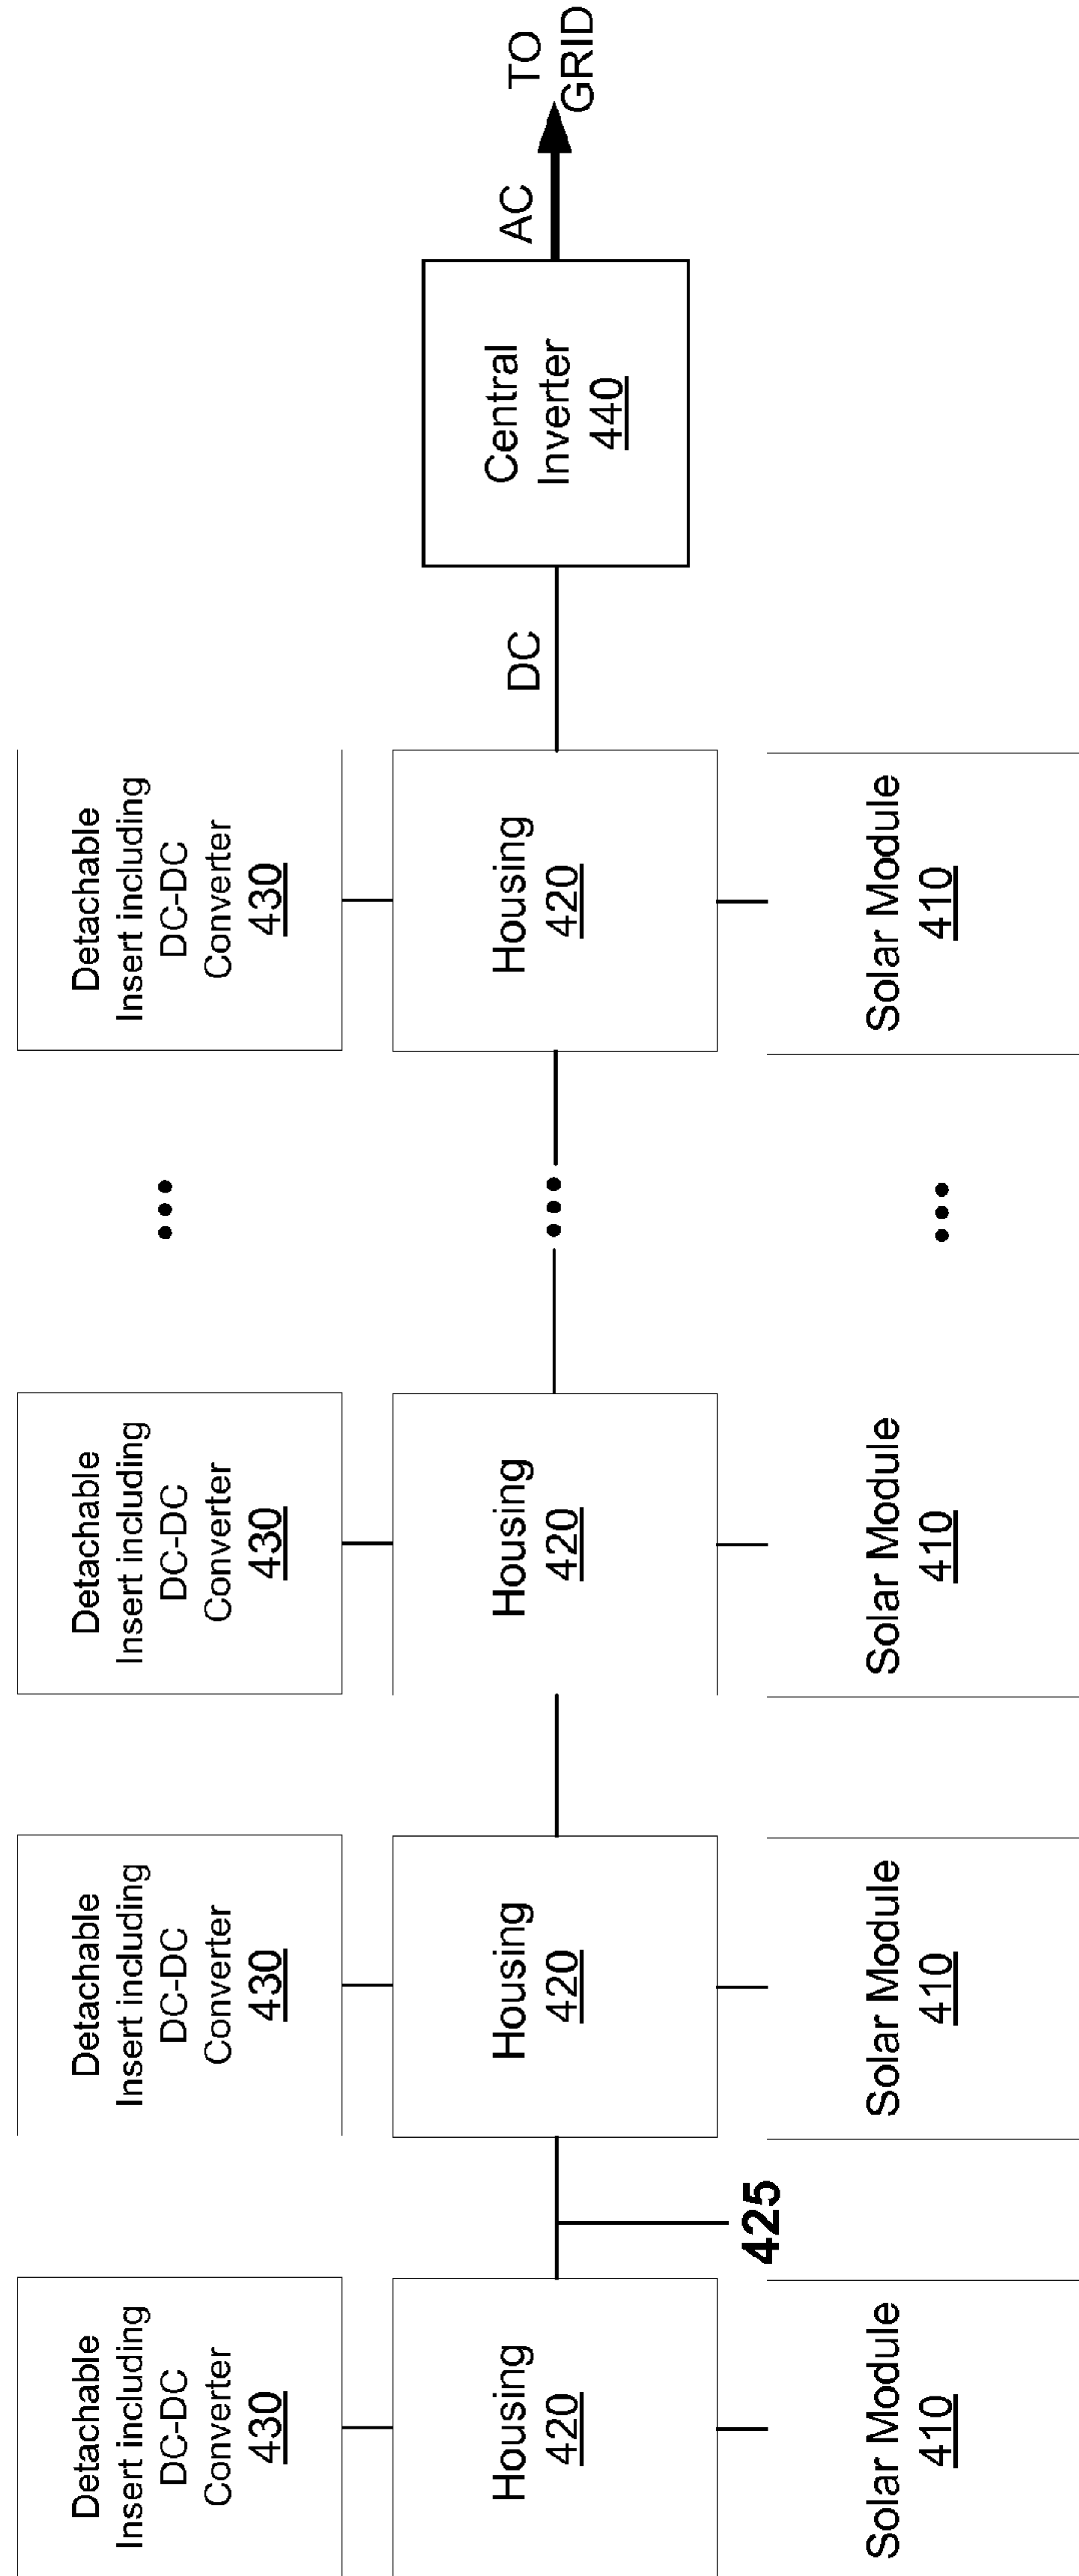 Detachable
Insert including
DC-DC
Converter
430
Detachable
Insert including
DC-DC
Converter
430
Detachable
Insert including
DC-DC
Converter
430
Detachable
Insert including
DC-DC
Converter
430
Housing
420
Housing
420
Housing
420
Housing
420
DC
Central
Inverter
440
AC
TO
GRID
425
Solar Module
410
Solar Module
410
Solar Module
410
Solar Module
410